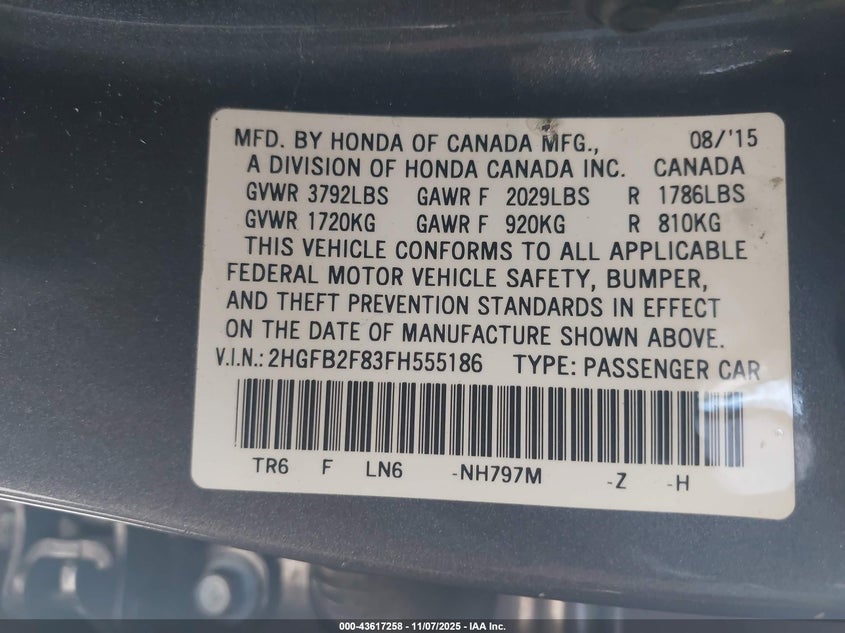 MFD. BY HONDA OF CANADA MFG., 08/'15
A DIVISION OF HONDA CANADA INC. CANADA
GVWR 3792LBS GAWR F 2029LBS R 1786LBS
GVWR 1720KG GAWR F 920KG R 810KG
THIS VEHICLE CONFORMS TO ALL APPLICABLE
FEDERAL MOTOR VEHICLE SAFETY, BUMPER,
AND THEFT PREVENTION STANDARDS IN EFFECT
ON THE DATE OF MANUFACTURE SHOWN ABOVE.
V.I.N.: 2HGFB2F83FH555186 TYPE: PASSENGER CAR
TR6 F LN6 -NH797M -Z -H
000-43617258 - 11/07/2025 - IAA Inc.